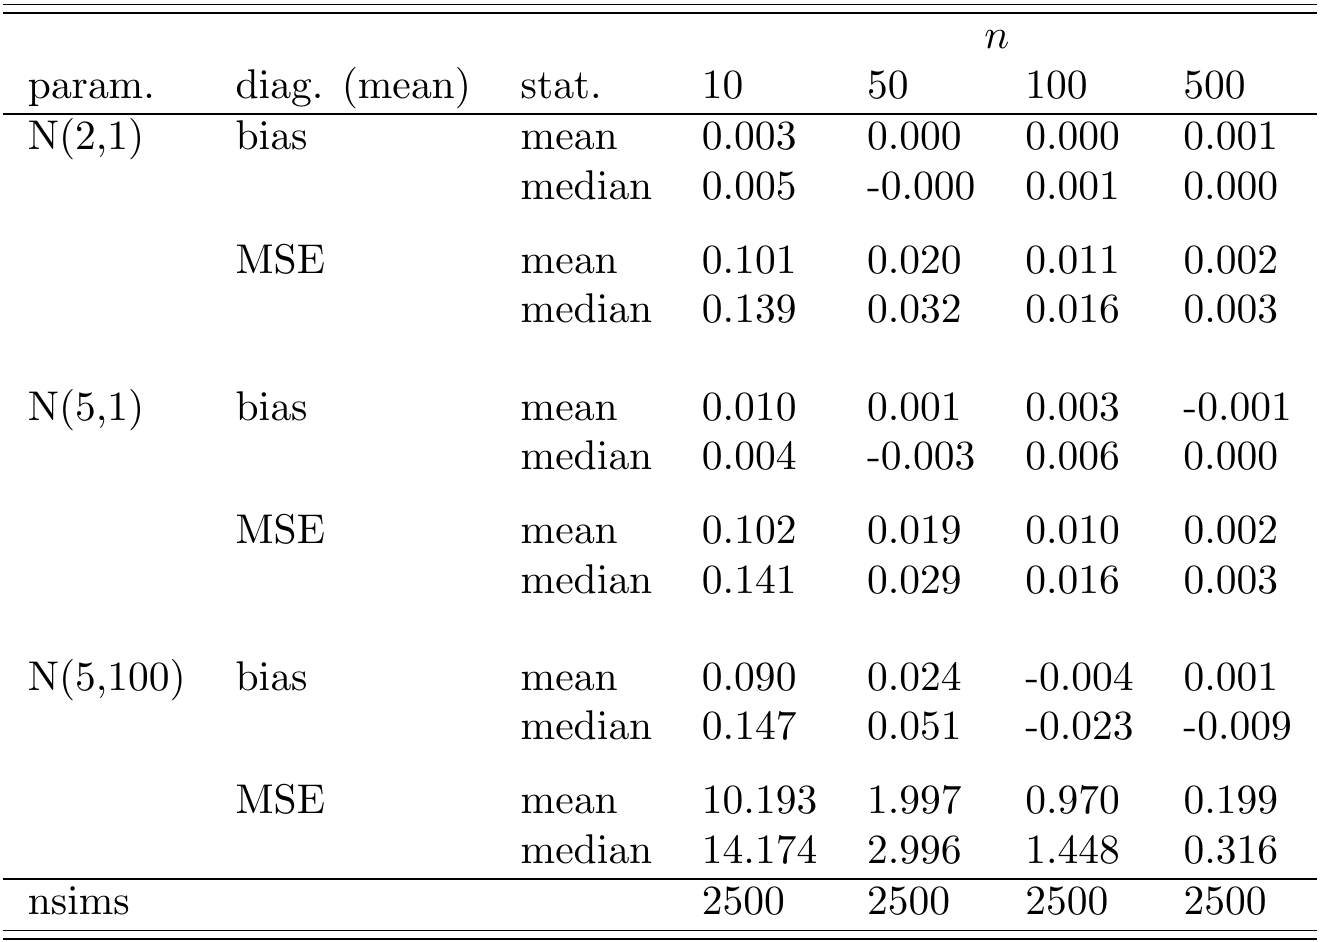 n
param. diag. (mean) stat. 10 50 100 500
N(2,1) bias mean 0.003 0.000 0.000 0.001
median 0.005 -0.000 0.001 0.000
MSE mean 0.101 0.020 0.011 0.002
median 0.139 0.032 0.016 0.003
N(5,1) bias mean 0.010 0.001 0.003 -0.001
median 0.004 -0.003 0.006 0.000
MSE mean 0.102 0.019 0.010 0.002
median 0.141 0.029 0.016 0.003
N(5,100) bias mean 0.090 0.024 -0.004 0.001
median 0.147 0.051 -0.023 -0.009
MSE mean 10.193 1.997 0.970 0.199
median 14.174 2.996 1.448 0.316
nsims 2500 2500 2500 2500